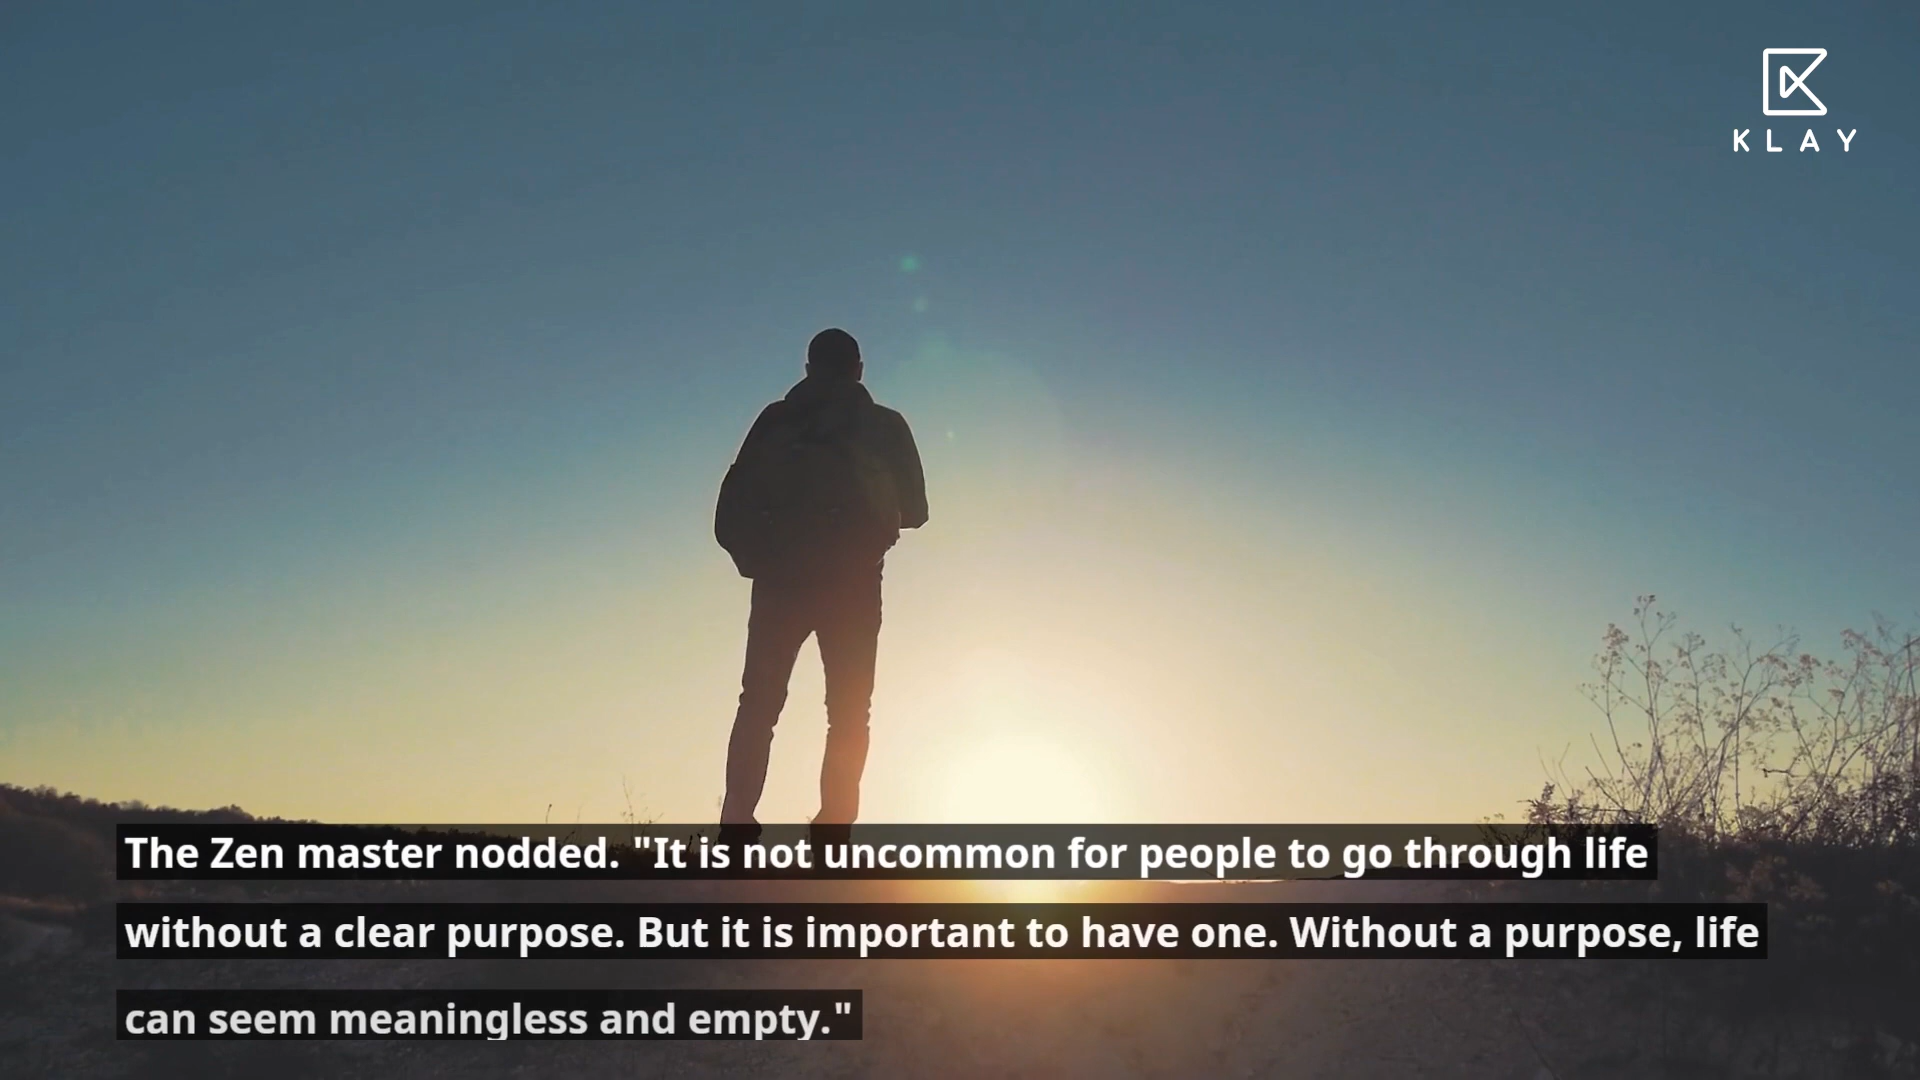 KLAY
The Zen master nodded. "It is not uncommon for people to go through life
without a clear purpose. But it is important to have one. Without a purpose, life
can seem meaningless and empty."